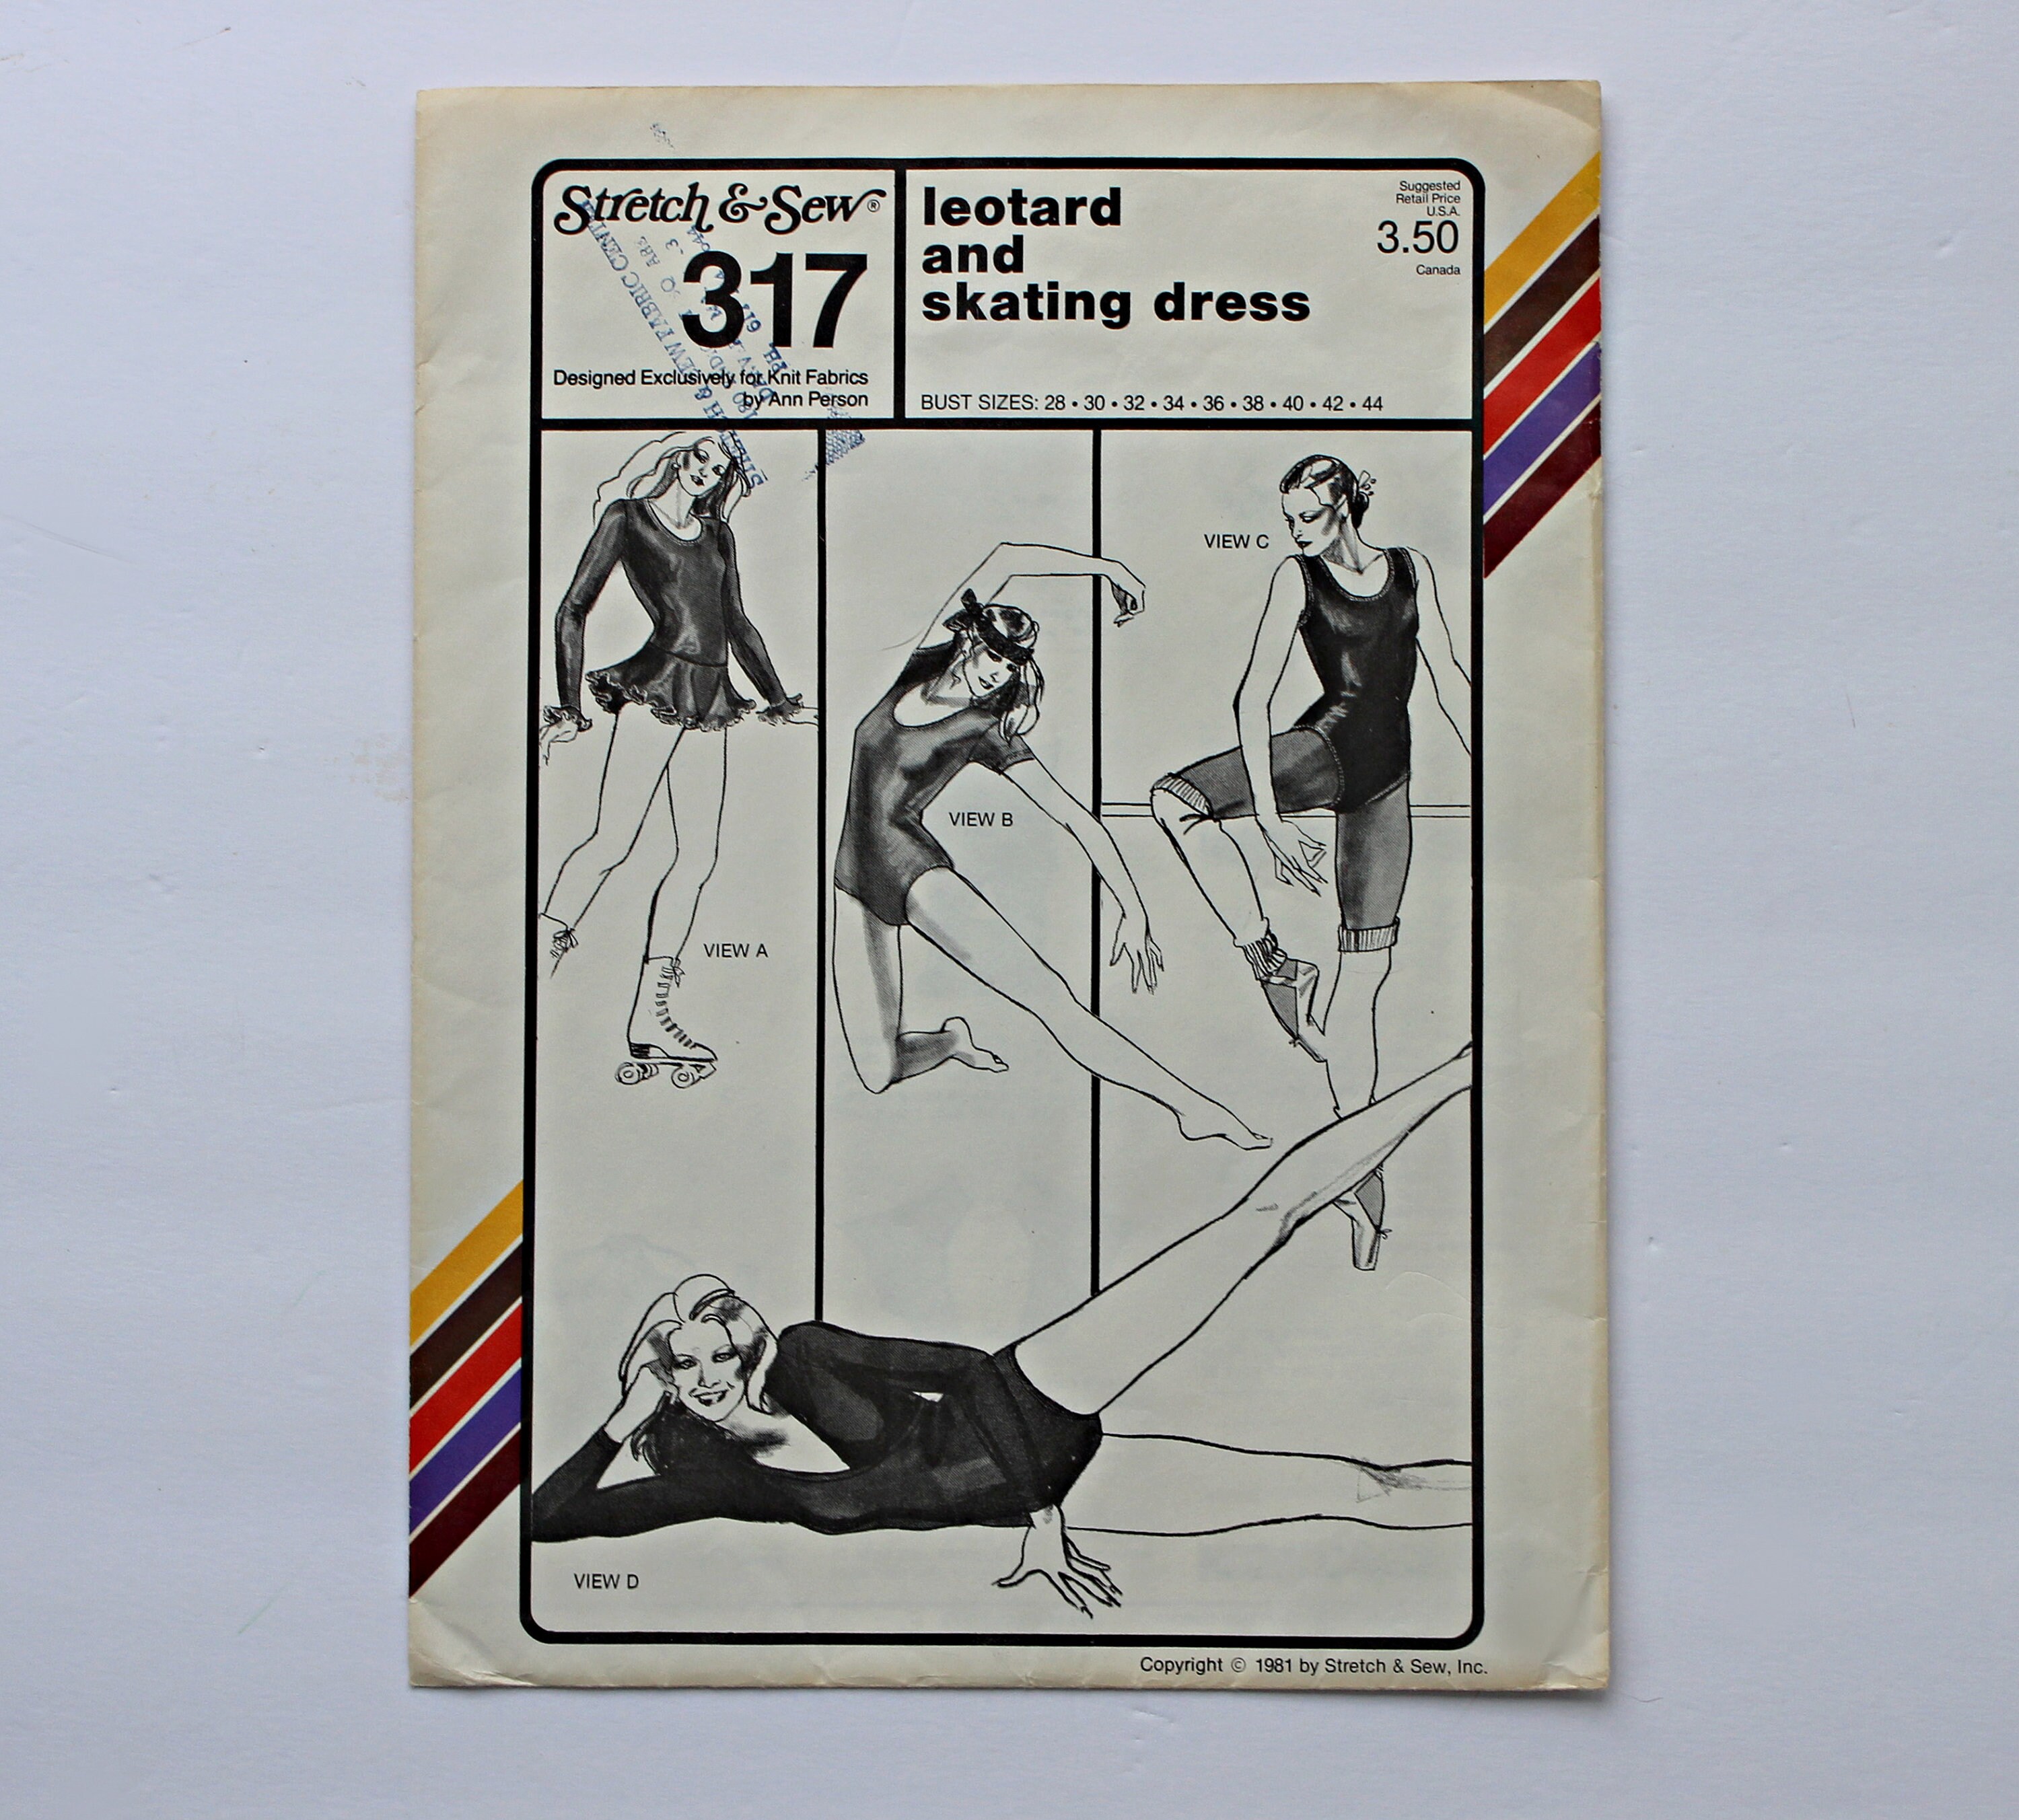 Stretch & Sew®
317
Designed Exclusively for Knit Fabrics
by Ann Person
leotard
and
skating dress
Suggested
Retail Price
U.S.A.
3.50
Canada
BUST SIZES: 28 • 30 • 32 • 34 • 36 • 38 • 40 • 42 • 44
FABRIC
VIEW C
VIEW B
VIEW A
VIEW D
Copyright © 1981 by Stretch & Sew, Inc.